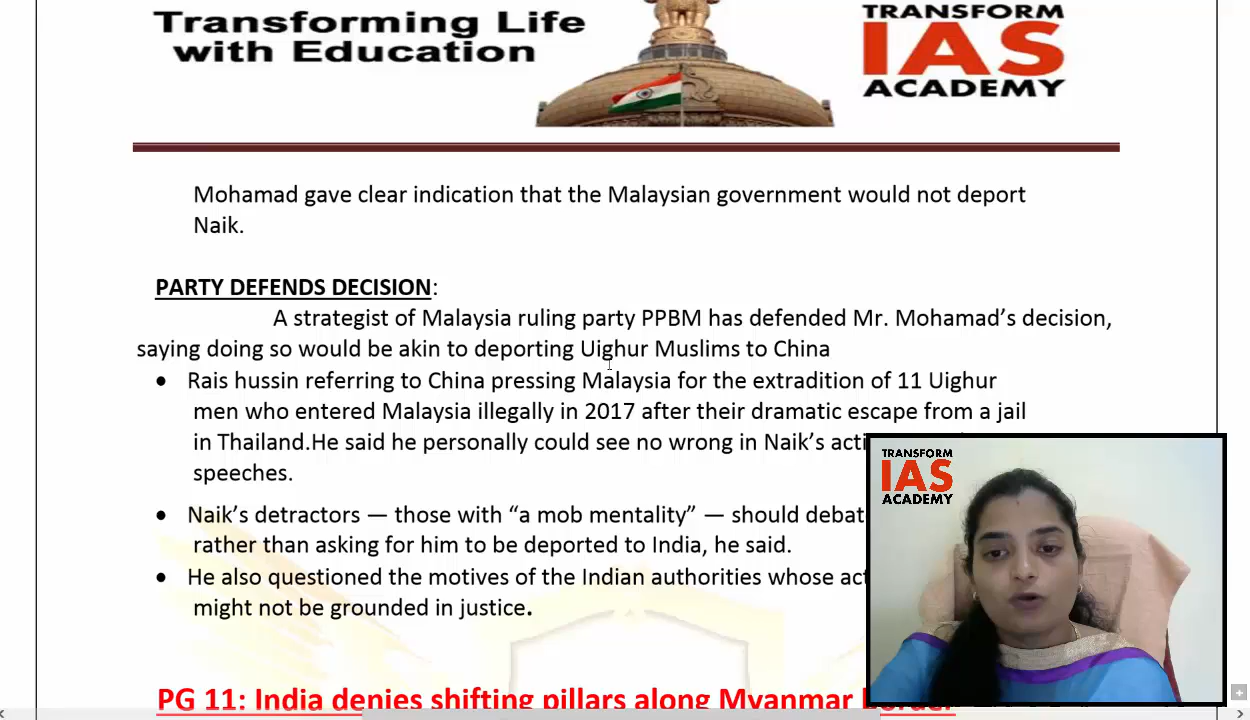 Transforming Life
with Education
TRANSFORM
IAS
ACADEMY
Mohamad gave clear indication that the Malaysian government would not deport
Naik.
PARTY DEFENDS DECISION:
A strategist of Malaysia ruling party PPBM has defended Mr. Mohamad’s decision,
saying doing so would be akin to deporting Uighur Muslims to China
• Rais hussin referring to China pressing Malaysia for the extradition of 11 Uighur
men who entered Malaysia illegally in 2017 after their dramatic escape from a jail
in Thailand.He said he personally could see no wrong in Naik’s
speeches.
• Naik’s detractors — those with “a mob mentality” — should
rather than asking for him to be deported to India, he said.
• He also questioned the motives of the Indian authorities whose
might not be grounded in justice.
PG 11: India denies shifting pillars along Myanmar border
TRANSFORM
IAS
ACADEMY